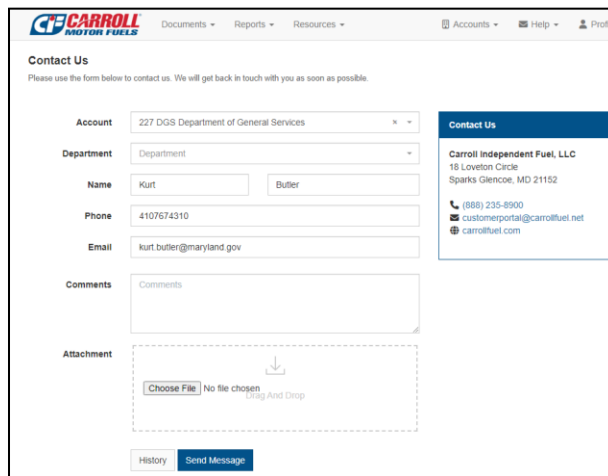 CIF CARROLL
MOTOR FUELS
Documents Reports Resources Accounts Help
Contact Us
Please use the form below to contact us. We will get back in touch with you as soon as possible.
Account 227 DGS Department of General Services ×
Department Department
Name Kurt Butler
Phone 4107674310
Email kurt.butler@maryland.gov
Comments Comments
Attachment
Choose File No file chosen
Drag And Drop
History Send Message
Contact Us
Carroll Independent Fuel, LLC
18 Loveton Circle
Sparks Glencoe, MD 21152
(888) 235-8900
customerportal@carrollfuel.net
carrollfuel.com